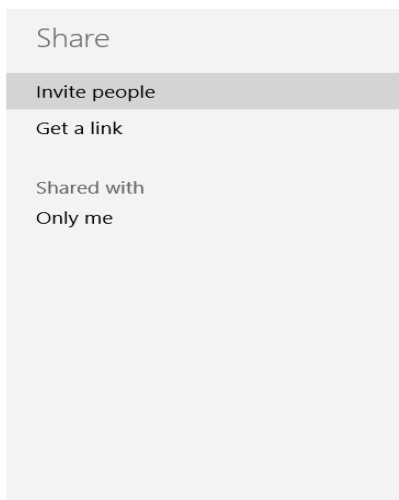 Share
Invite people
Get a link
Shared with
Only me